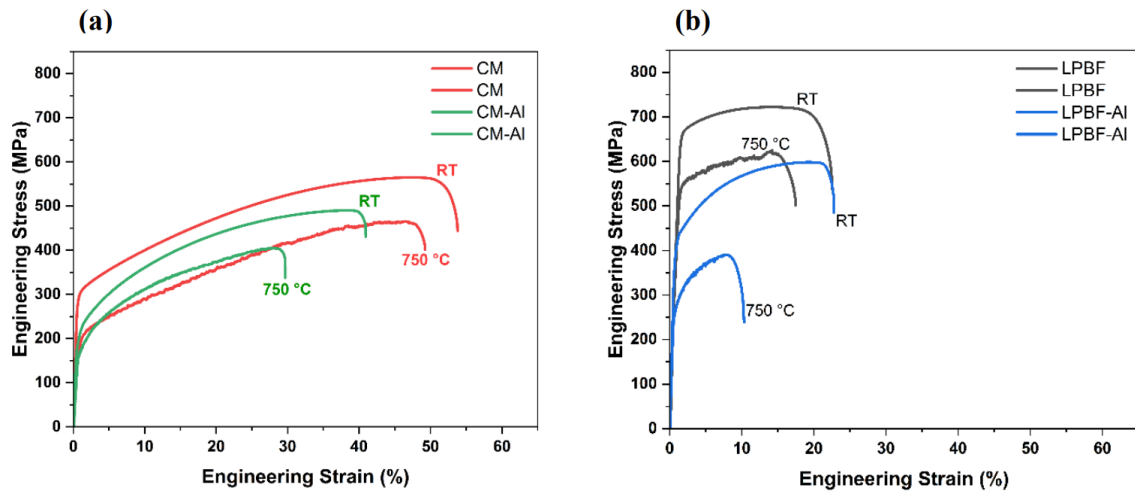 (a)
800
700
600
500
400
300
200
100
0
Engineering Stress (MPa)
CM
CM
CM-Al
CM-Al
RT
RT
750 °C
750 °C
0 10 20 30 40 50 60
Engineering Strain (%)
(b)
800
700
600
500
400
300
200
100
0
Engineering Stress (MPa)
LPBF
LPBF
LPBF-Al
LPBF-Al
RT
750 °C
RT
750 °C
0 10 20 30 40 50 60
Engineering Strain (%)